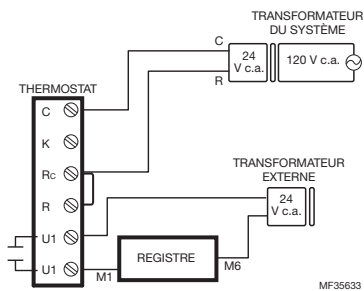 TRANSFORMATEUR
DU SYSTÈME
C
24
V c.a.
120 V c.a.
R
THERMOSTAT
C
K
RC
R
U1
U1
TRANSFORMATEUR
EXTERNE
24
V c.a.
REGISTRE
M1
M6
MF35633